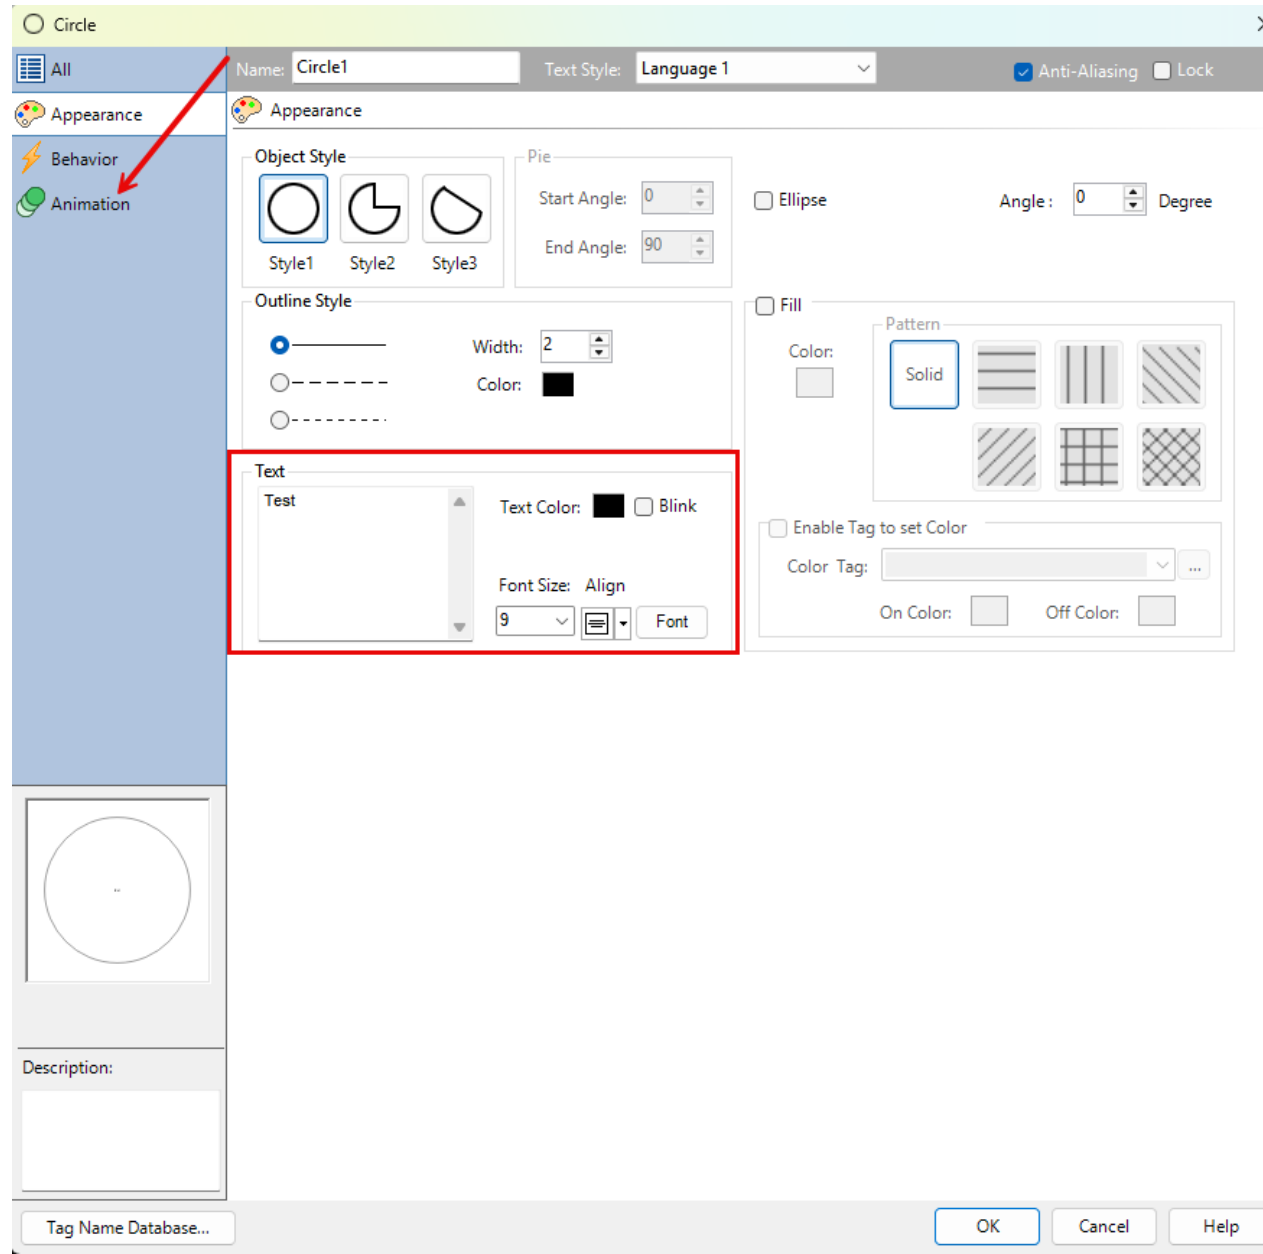 Circle
All
Appearance
Behavior
Animation
Name: Circle1 Text Style: Language 1 Anti-Aliasing Lock
Appearance
Object Style
Style1 Style2 Style3
Pie
Start Angle: 0
End Angle: 90
Ellipse
Angle : 0 Degree
Outline Style
Width: 2
Color:
Fill
Color:
Pattern
Solid
Text
Test
Text Color: Blink
Font Size: Align
9 Font
Enable Tag to set Color
Color Tag: ...
On Color: Off Color:
Description:
Tag Name Database...
OK Cancel Help